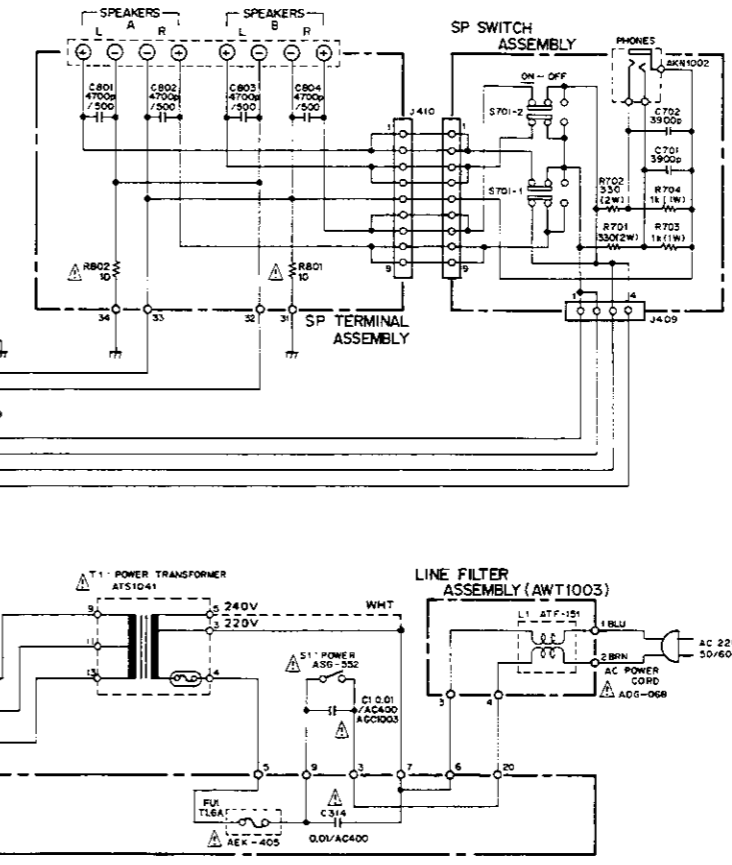 SPEAKERS A
L R
SPEAKERS B
L R
SP SWITCH
ASSEMBLY
PHONES
AKN1002
C801
4700p
/500
C802
4700p
/500
C803
4700p
/500
C804
4700p
/500
J410
1
9
1
9
ON - OFF
S701-2
S701-1
C702
3900p
C701
3900p
R702
330
(2W)
R704
1k (1W)
R701
330(2W)
R703
1k(1W)
R802
10
R801
10
34
33
32
31
SP TERMINAL
ASSEMBLY
1
4
J409
T1 : POWER TRANSFORMER
ATS1041
9
11
13
5 240V
3 220V
4
WHT
S1 : POWER
ASG-552
C1 0.01
/AC400
AGC1003
LINE FILTER
ASSEMBLY (AWT1003)
L1 ATF-151
1 BLU
2 BRN
AC 22
50/60
AC POWER
CORD
ADG-068
3
4
5
9
3
7
6
20
FU1
T1.6A
AEK-405
C314
0.01/AC400